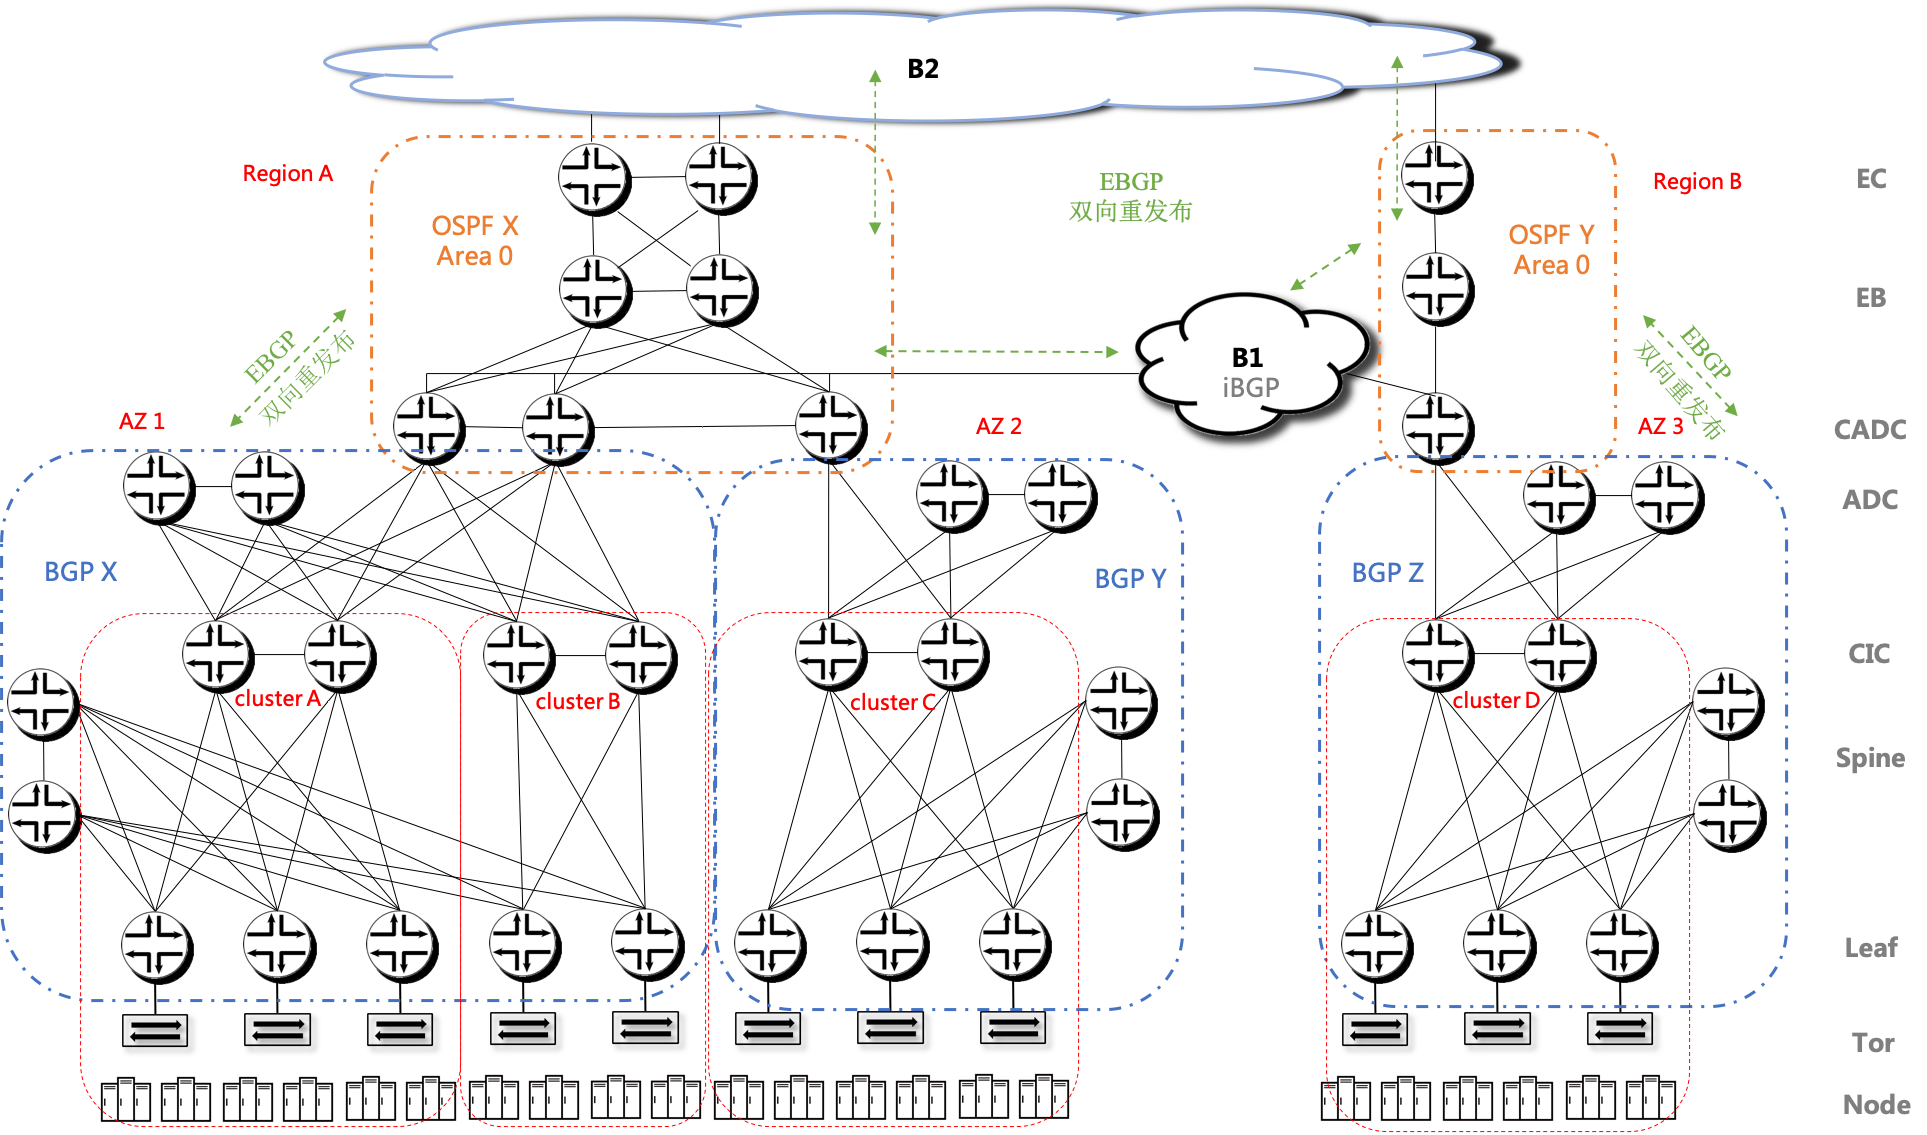 B2
Region A
EBGP
双向重发布
Region B
EC
OSPF X
Area 0
OSPF Y
Area 0
EB
EBGP
双向重发布
B1
iBGP
EBGP
双向重发布
AZ 1
AZ 2
AZ 3
CADC
ADC
BGP X
BGP Y
BGP Z
CIC
cluster A
cluster B
cluster C
cluster D
Spine
Leaf
Tor
Node